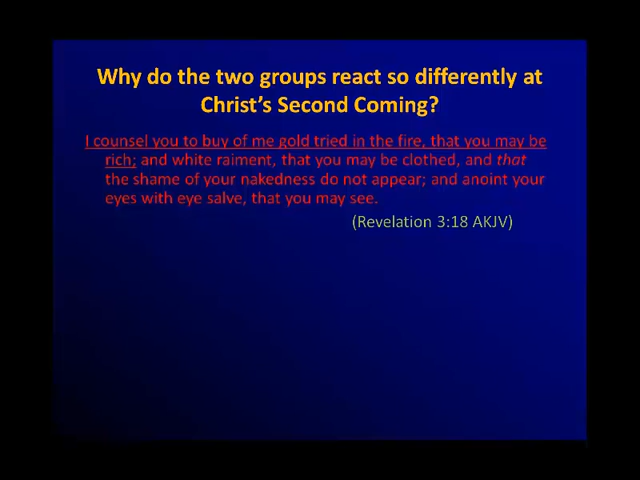 Why do the two groups react so differently at
Christ's Second Coming?
I counsel you to buy of me gold tried in the fire, that you may be
rich; and white raiment, that you may be clothed, and that
the shame of your nakedness do not appear; and anoint your
eyes with eye salve, that you may see.
(Revelation 3:18 AKJV)